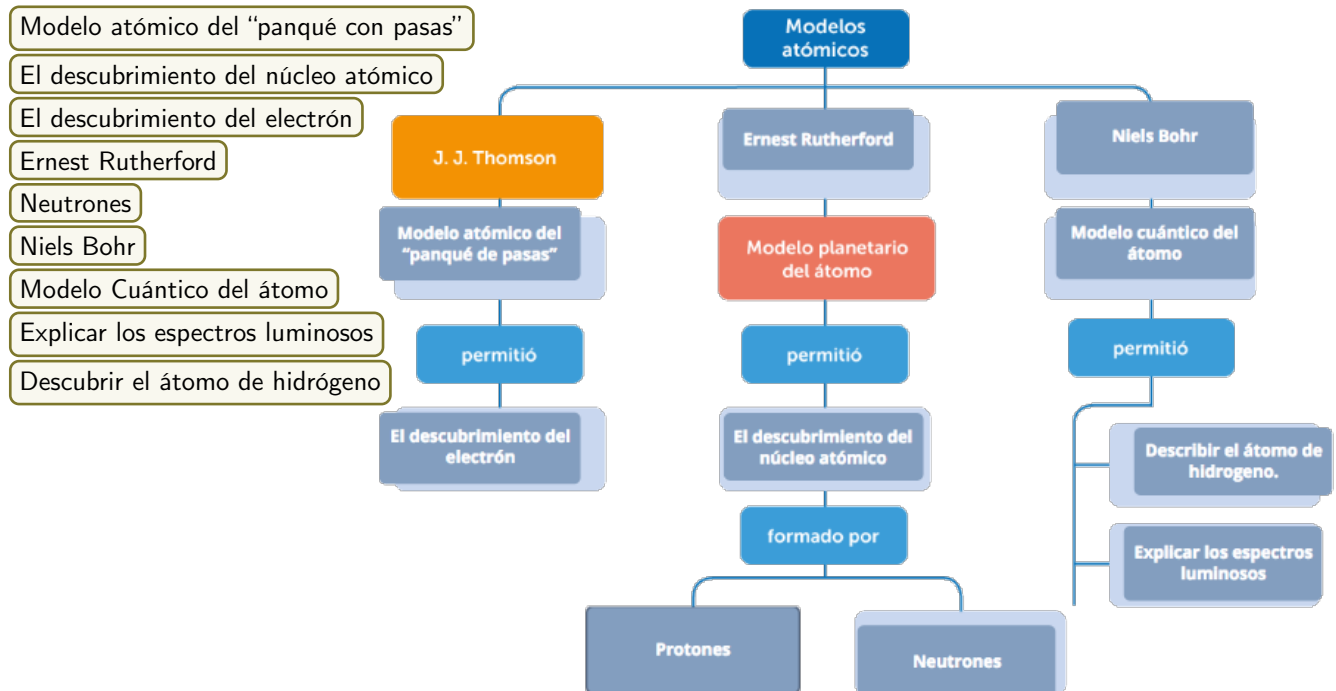 Modelo atómico del “panqué con pasas”
El descubrimiento del núcleo atómico
El descubrimiento del electrón
Ernest Rutherford
Neutrones
Niels Bohr
Modelo Cuántico del átomo
Explicar los espectros luminosos
Descubrir el átomo de hidrógeno
Modelos
atómicos
J. J. Thomson
Ernest Rutherford
Niels Bohr
Modelo atómico del
“panqué de pasas”
Modelo planetario
del átomo
Modelo cuántico del
átomo
permitió
permitió
permitió
El descubrimiento del
electrón
El descubrimiento del
núcleo atómico
Describir el átomo de
hidrogeno.
formado por
Explicar los espectros
luminosos
Protones
Neutrones